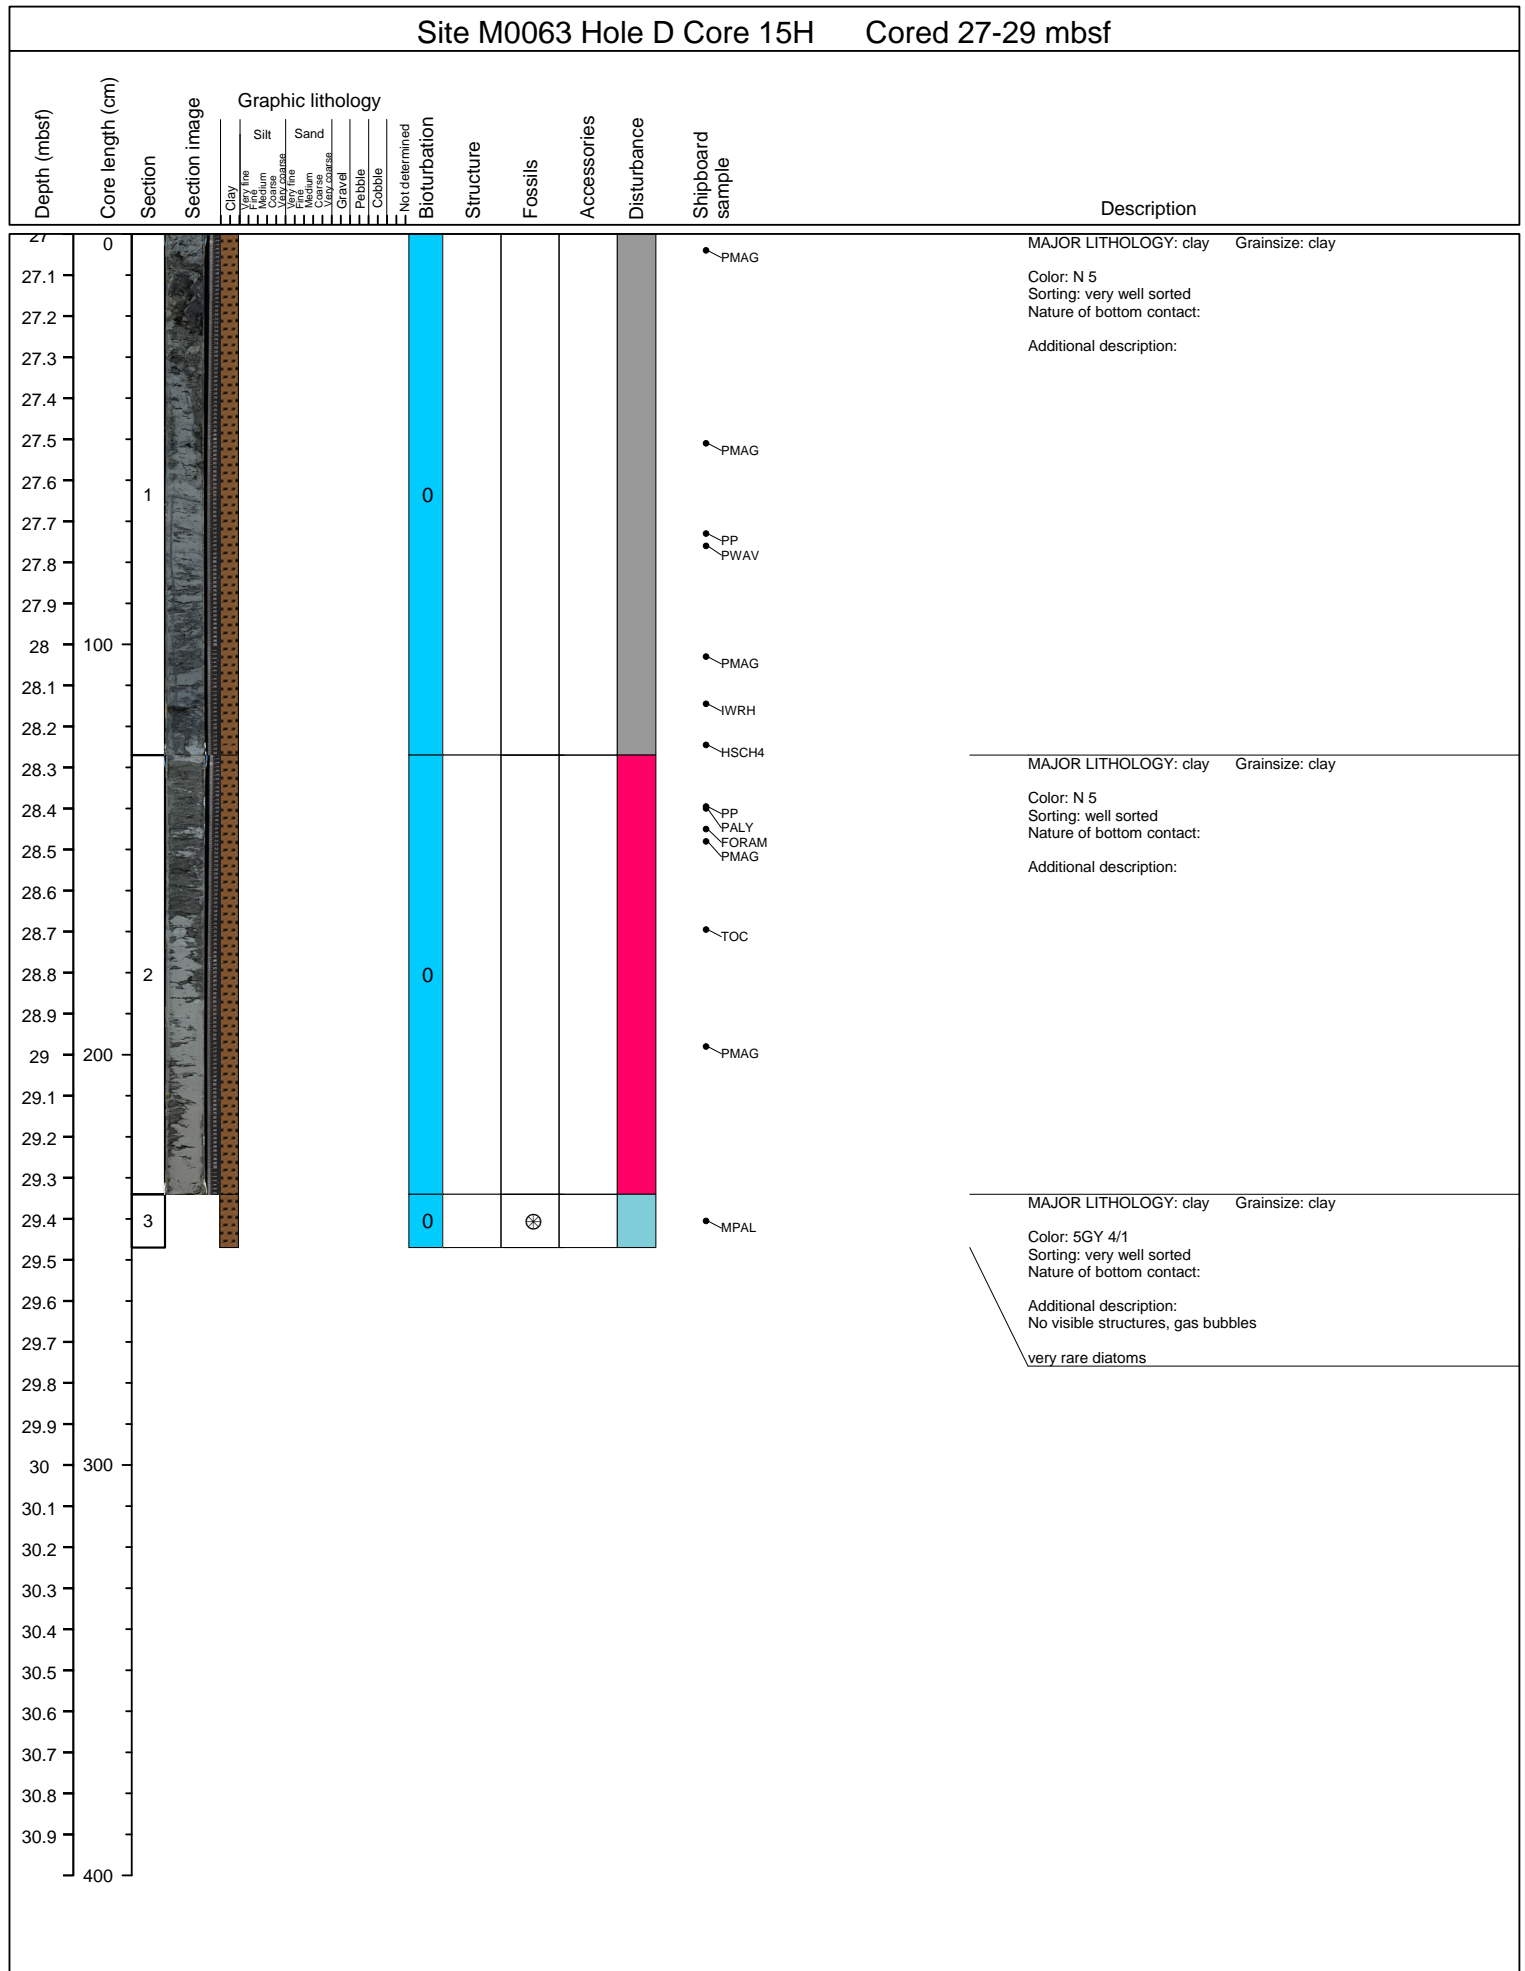 Site M0063 Hole D Core 15H Cored 27-29 mbsf
Depth (mbsf)
Core length (cm)
Section
Section image
Graphic lithology
Clay
Silt
Very fine
Fine
Medium
Coarse
Very coarse
Sand
Very fine
Fine
Medium
Coarse
Very coarse
Gravel
Pebble
Cobble
Not determined
Bioturbation
Structure
Fossils
Accessories
Disturbance
Shipboard
sample
Description
27
27.1
27.2
27.3
27.4
27.5
27.6
27.7
27.8
27.9
28
28.1
28.2
28.3
28.4
28.5
28.6
28.7
28.8
28.9
29
29.1
29.2
29.3
29.4
29.5
29.6
29.7
29.8
29.9
30
30.1
30.2
30.3
30.4
30.5
30.6
30.7
30.8
30.9
0
100
200
300
400
1
2
3
0
0
0
PMAG
PMAG
PP
PWAV
PMAG
IWRH
HSCH4
PP
PALY
FORAM
PMAG
TOC
PMAG
MPAL
MAJOR LITHOLOGY: clay Grainsize: clay
Color: N 5
Sorting: very well sorted
Nature of bottom contact:
Additional description:
MAJOR LITHOLOGY: clay Grainsize: clay
Color: N 5
Sorting: well sorted
Nature of bottom contact:
Additional description:
MAJOR LITHOLOGY: clay Grainsize: clay
Color: 5GY 4/1
Sorting: very well sorted
Nature of bottom contact:
Additional description:
No visible structures, gas bubbles
very rare diatoms